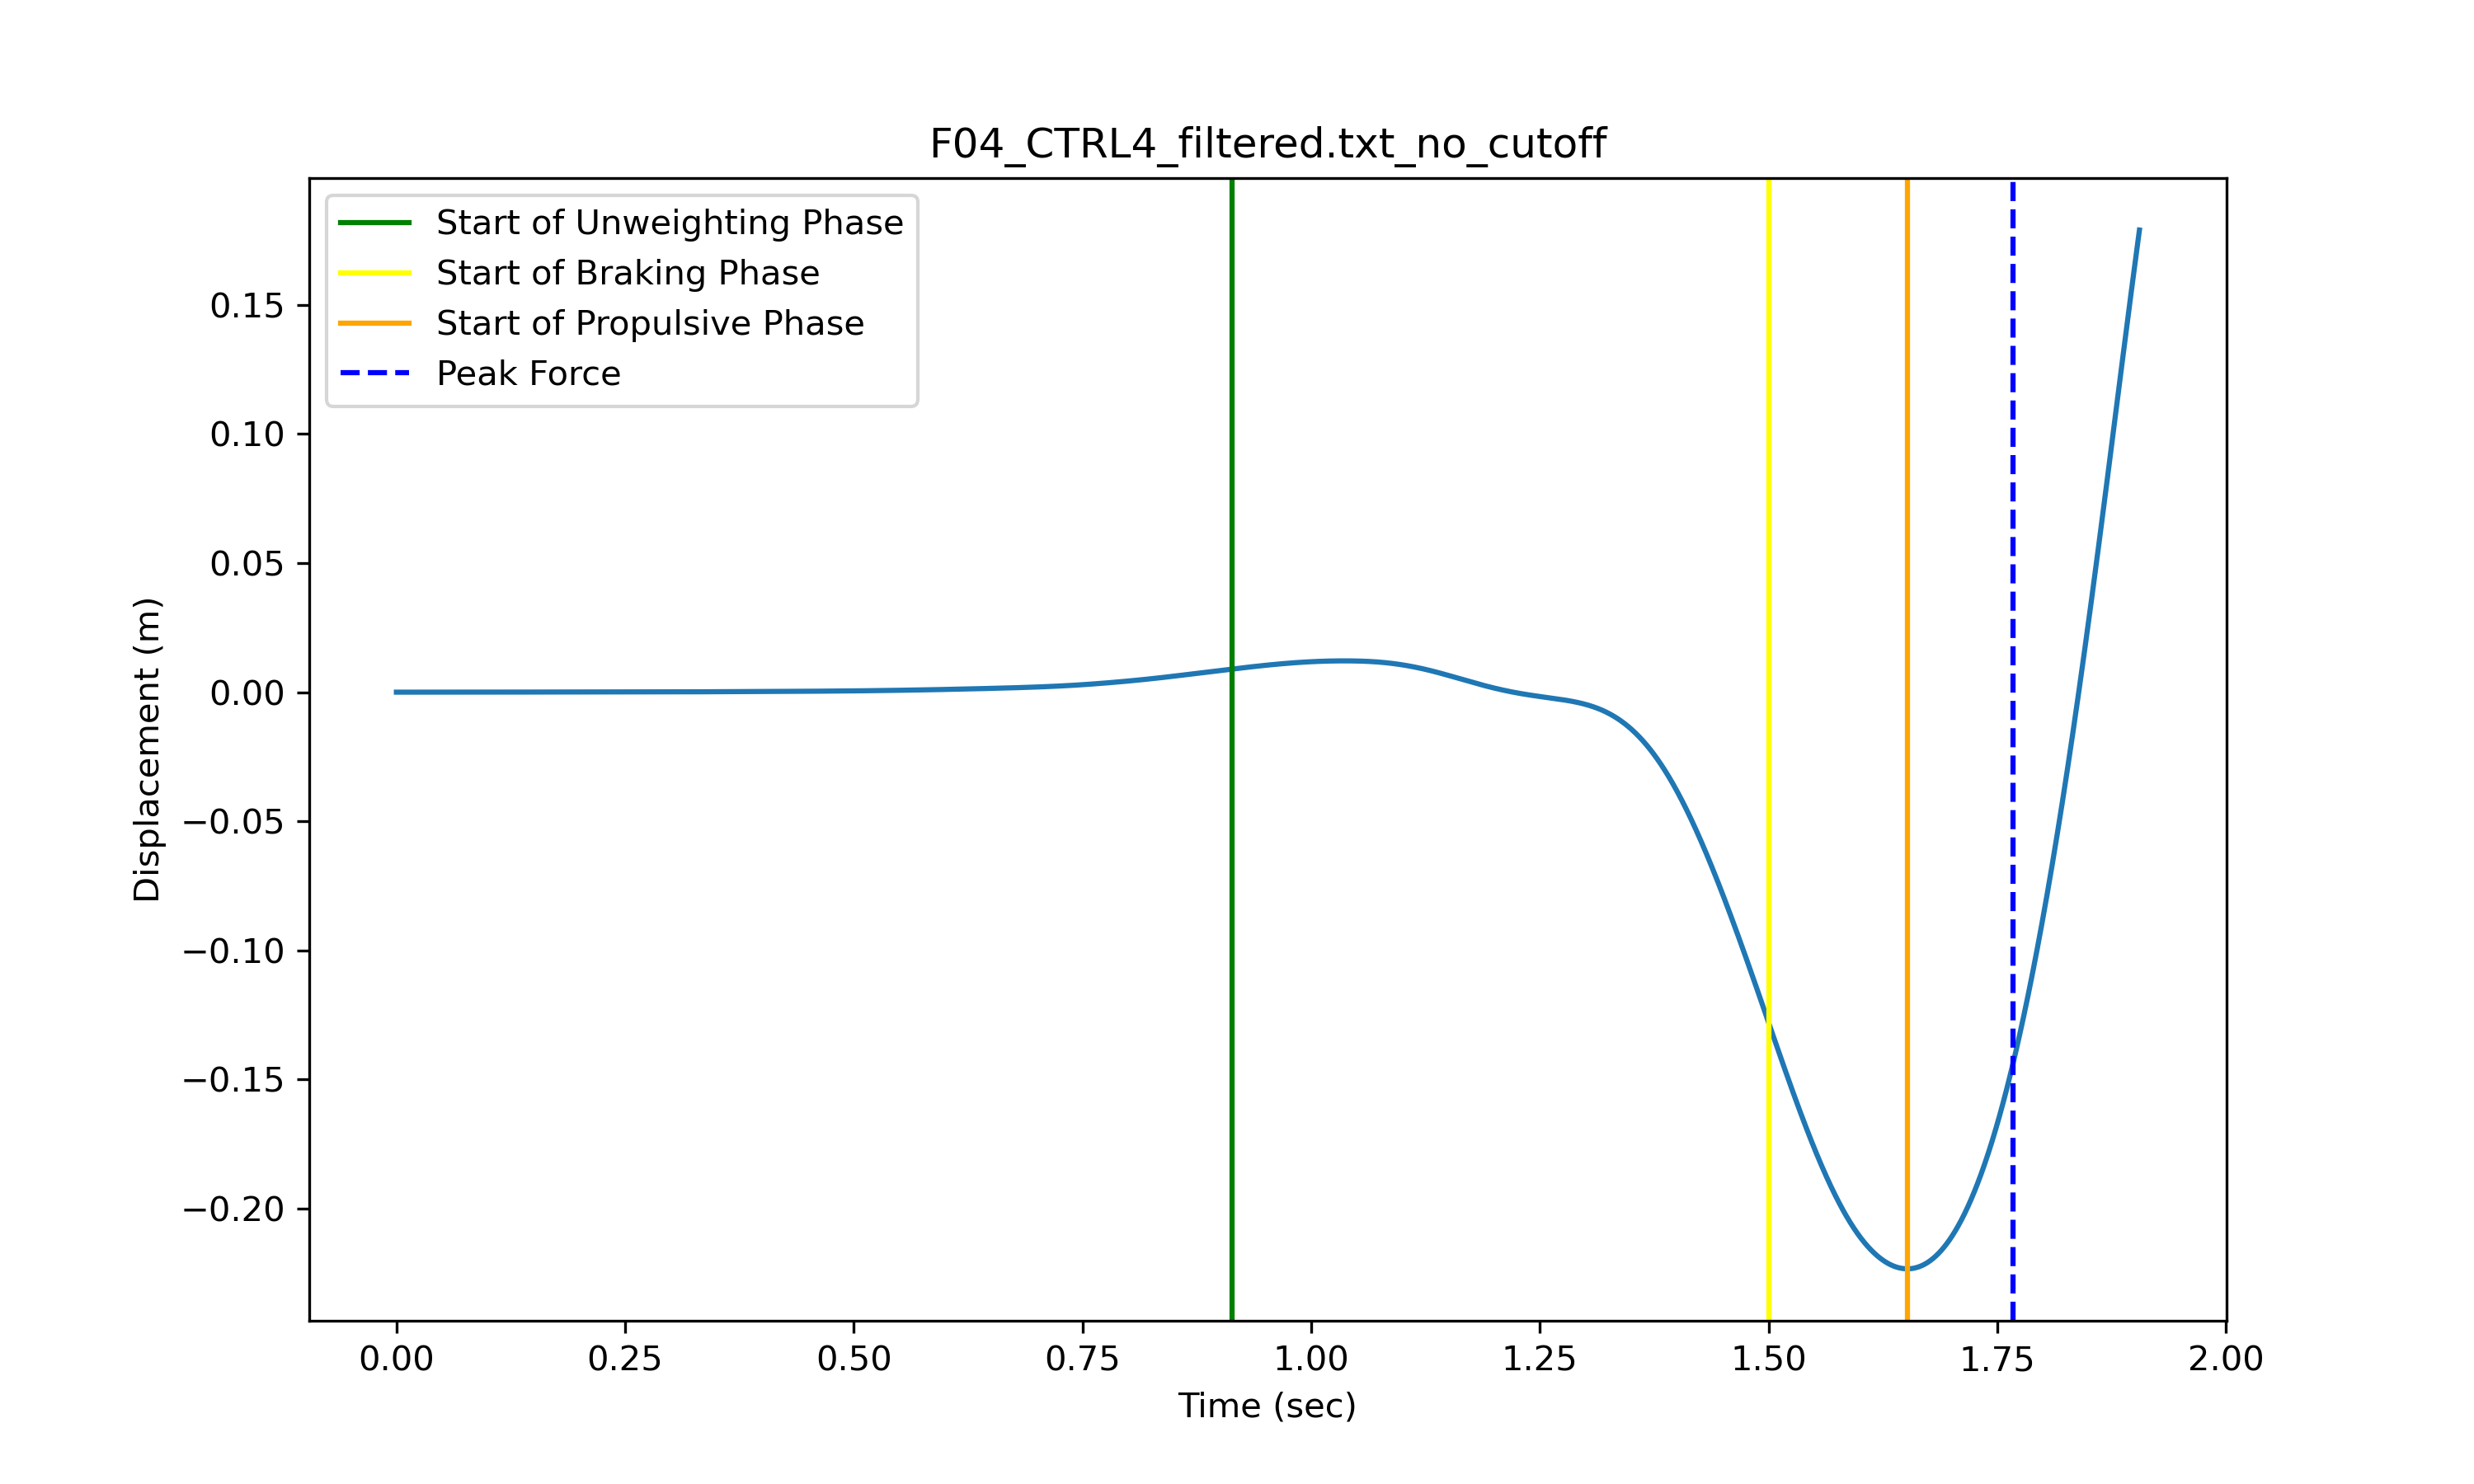 F04_CTRL4_filtered.txt_no_cutoff
Start of Unweighting Phase
Start of Braking Phase
Start of Propulsive Phase
Peak Force
Displacement (m)
0.15
0.10
0.05
0.00
−0.05
−0.10
−0.15
−0.20
0.00 0.25 0.50 0.75 1.00 1.25 1.50 1.75 2.00
Time (sec)